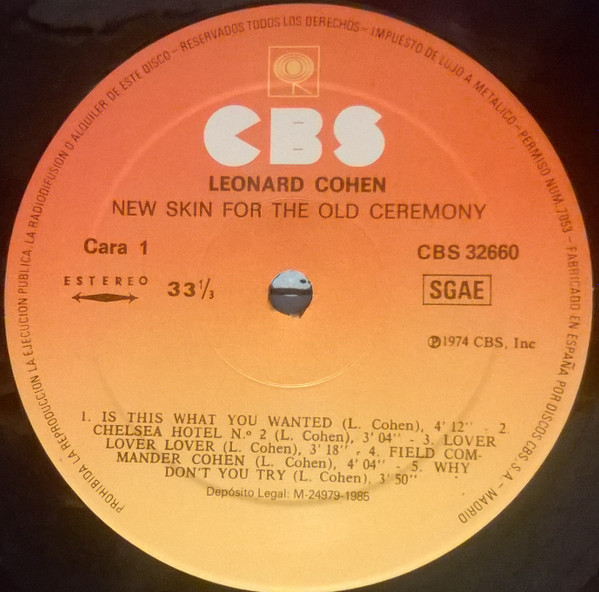 PROHIBIDA LA REPRODUCCION, LA EJECUCION PUBLICA, LA RADIODIFUSION O ALQUILER DE ESTE DISCO – RESERVADOS TODOS LOS DERECHOS – IMPUESTO DE LUJO A METALICO – PERMISO NUM. 7053 – FABRICADO EN ESPAÑA POR DISCOS CBS. S.A. – MADRID
CBS
LEONARD COHEN
NEW SKIN FOR THE OLD CEREMONY
Cara 1
CBS 32660
ESTEREO
33 1/3
SGAE
Ⓟ1974 CBS, Inc
1. IS THIS WHAT YOU WANTED (L. Cohen), 4' 12'' - 2.
CHELSEA HOTEL N.º 2 (L. Cohen), 3' 04'' - 3. LOVER
LOVER LOVER (L. Cohen), 3' 18'' - 4. FIELD COM-
MANDER COHEN (L. Cohen), 4' 04'' - 5. WHY
DON'T YOU TRY (L. Cohen), 3' 50''
Depósito Legal: M-24979-1985